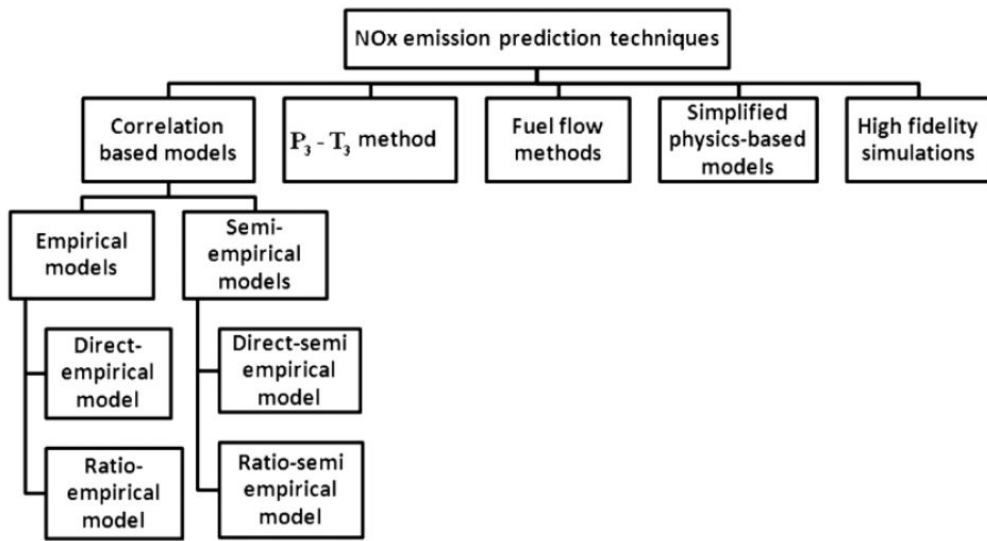 NOx emission prediction techniques
Correlation
based models
P₃ - T₃ method
Fuel flow
methods
Simplified
physics-based
models
High fidelity
simulations
Empirical
models
Semi-
empirical
models
Direct-
empirical
model
Direct-semi
empirical
model
Ratio-
empirical
model
Ratio-semi
empirical
model